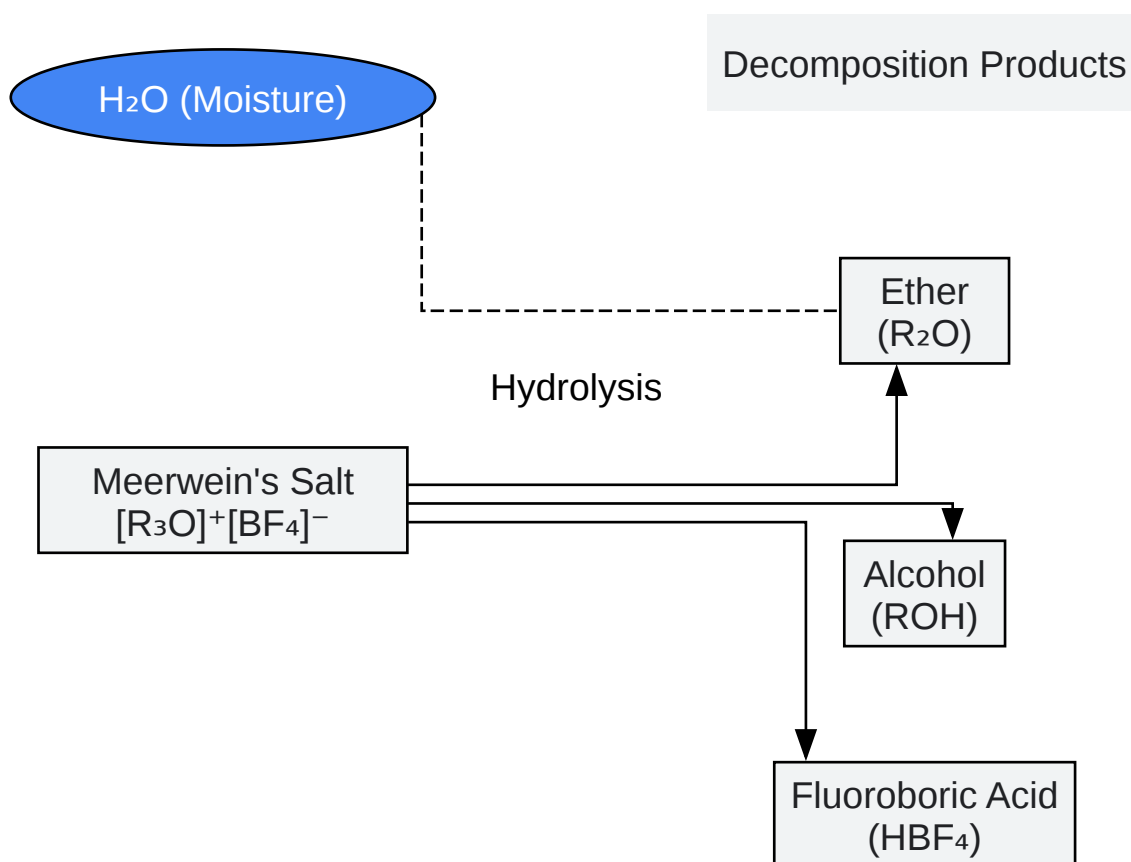 Decomposition Products
H₂O (Moisture)
Ether
(R₂O)
Hydrolysis
Meerwein's Salt
[R₃O]⁺[BF₄]⁻
Alcohol
(ROH)
Fluoroboric Acid
(HBF₄)